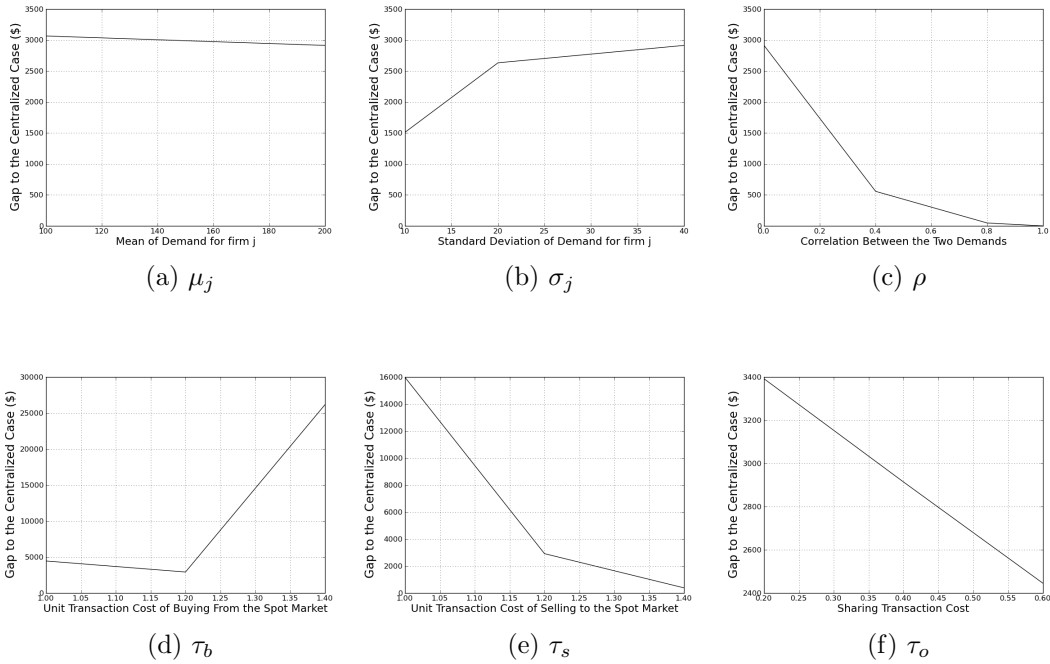 3500
3000
2500
2000
1500
1000
500
0
100 120 140 160 180 200
Gap to the Centralized Case ($)
Mean of Demand for firm j
(a) μ_j
3500
3000
2500
2000
1500
1000
500
0
10 15 20 25 30 35 40
Gap to the Centralized Case ($)
Standard Deviation of Demand for firm j
(b) σ_j
3500
3000
2500
2000
1500
1000
500
0
0.0 0.2 0.4 0.6 0.8 1.0
Gap to the Centralized Case ($)
Correlation Between the Two Demands
(c) ρ
30000
25000
20000
15000
10000
5000
0
1.00 1.05 1.10 1.15 1.20 1.25 1.30 1.35 1.40
Gap to the Centralized Case ($)
Unit Transaction Cost of Buying From the Spot Market
(d) τ_b
16000
14000
12000
10000
8000
6000
4000
2000
0
1.00 1.05 1.10 1.15 1.20 1.25 1.30 1.35 1.40
Gap to the Centralized Case ($)
Unit Transaction Cost of Selling to the Spot Market
(e) τ_s
3400
3200
3000
2800
2600
2400
0.20 0.25 0.30 0.35 0.40 0.45 0.50 0.55 0.60
Gap to the Centralized Case ($)
Sharing Transaction Cost
(f) τ_o